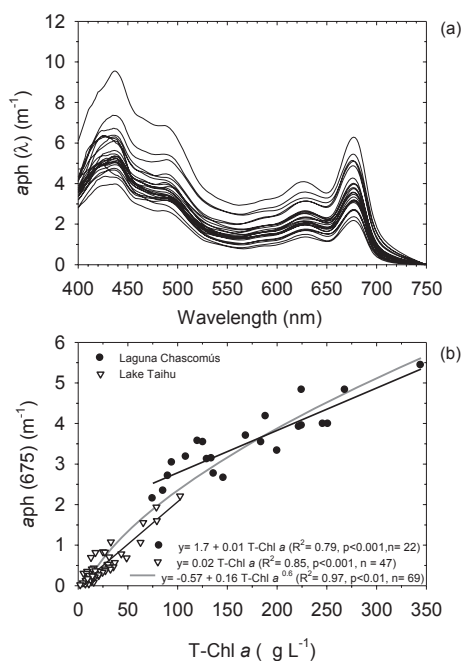 (a)
12
10
8
6
4
2
0
aph (λ) (m-1)
400 450 500 550 600 650 700 750
Wavelength (nm)
(b)
6
5
4
3
2
1
0
aph (675) (m-1)
Laguna Chascomús
Lake Taihu
y= 1.7 + 0.01 T-Chl a (R2= 0.79, p<0.001,n= 22)
y= 0.02 T-Chl a (R2= 0.85, p<0.001, n = 47)
y= -0.57 + 0.16 T-Chl a 0.6 (R2= 0.97, p<0.01, n= 69)
0 50 100 150 200 250 300 350
T-Chl a ( g L-1)